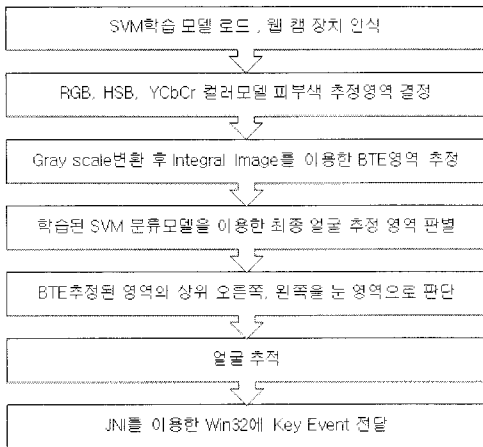 SVM학습 모델 로드 , 웹 캠 장치 인식
RGB, HSB, YCbCr 컬러모델 피부색 추정영역 결정
Gray scale변환 후 Integral Image를 이용한 BTE영역 추정
학습된 SVM 분류모델을 이용한 최종 얼굴 추정 영역 판별
BTE추정된 영역의 상위 오른쪽, 왼쪽을 눈 영역으로 판단
얼굴 추적
JNI를 이용한 Win32에 Key Event 전달